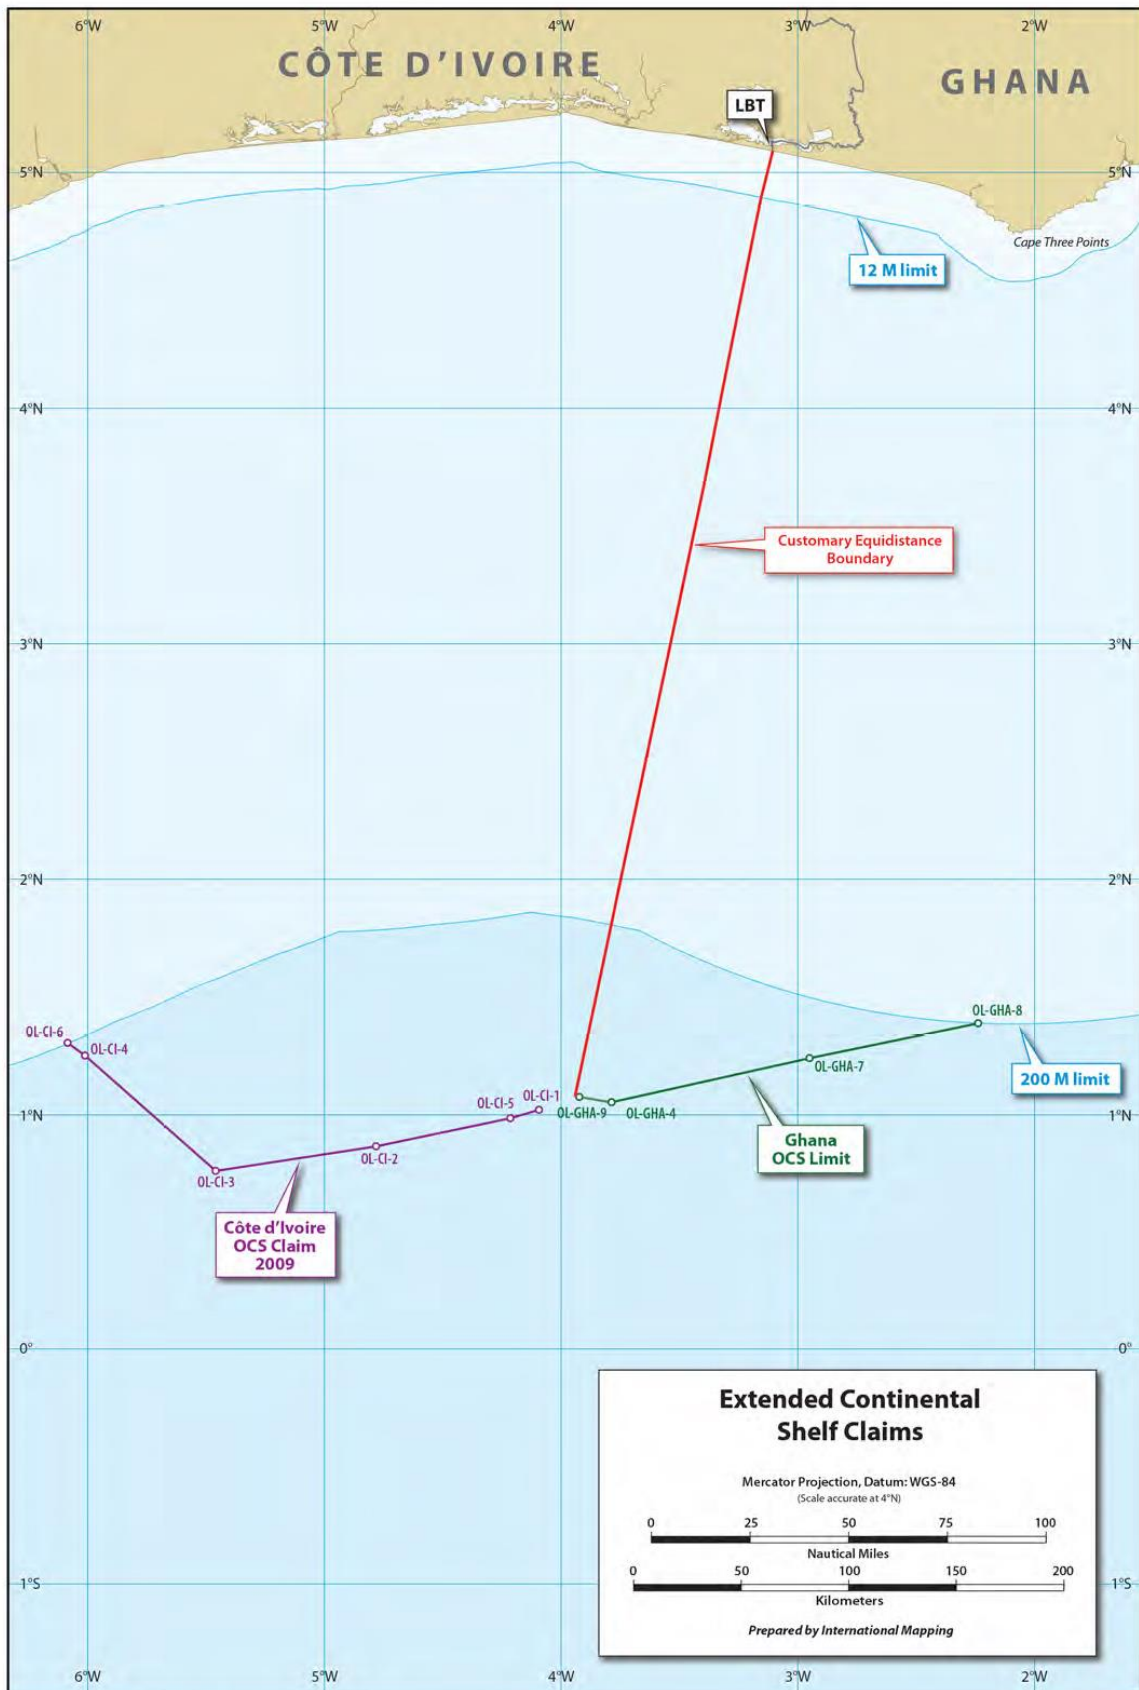 6°W 5°W 4°W 3°W 2°W
CÔTE D'IVOIRE
GHANA
LBT
5°N 5°N
Cape Three Points
12 M limit
4°N 4°N
Customary Equidistance
Boundary
3°N 3°N
2°N 2°N
OL-GHA-8
OL-CI-6
OL-CI-4
OL-GHA-7
200 M limit
OL-CI-5 OL-CI-1
1°N OL-GHA-9 OL-GHA-4 1°N
Ghana
OCS Limit
OL-CI-2
OL-CI-3
Côte d'Ivoire
OCS Claim
2009
0° 0°
Extended Continental
Shelf Claims
Mercator Projection, Datum: WGS-84
(Scale accurate at 4°N)
0 25 50 75 100
Nautical Miles
0 50 100 150 200
Kilometers
1°S 1°S
Prepared by International Mapping
6°W 5°W 4°W 3°W 2°W